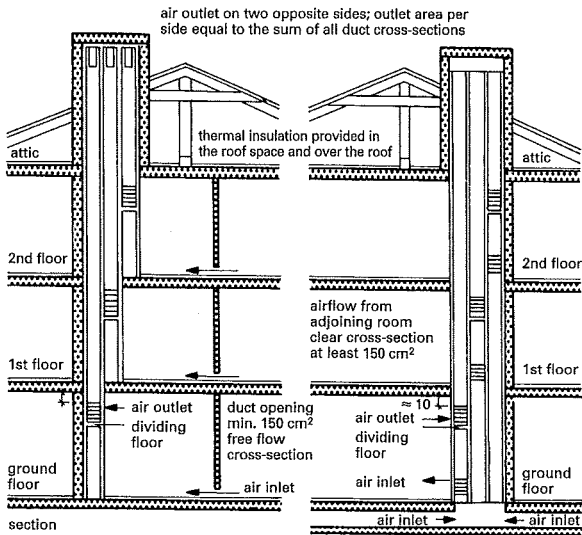 air outlet on two opposite sides; outlet area per
side equal to the sum of all duct cross-sections
thermal insulation provided in
the roof space and over the roof
attic
2nd floor
1st floor
ground
floor
air outlet
dividing
floor
duct opening
min. 150 cm²
free flow
cross-section
air inlet
section
attic
2nd floor
airflow from
adjoining room
clear cross-section
at least 150 cm²
1st floor
≈ 10
air outlet
dividing
floor
air inlet
ground
floor
air inlet
air inlet